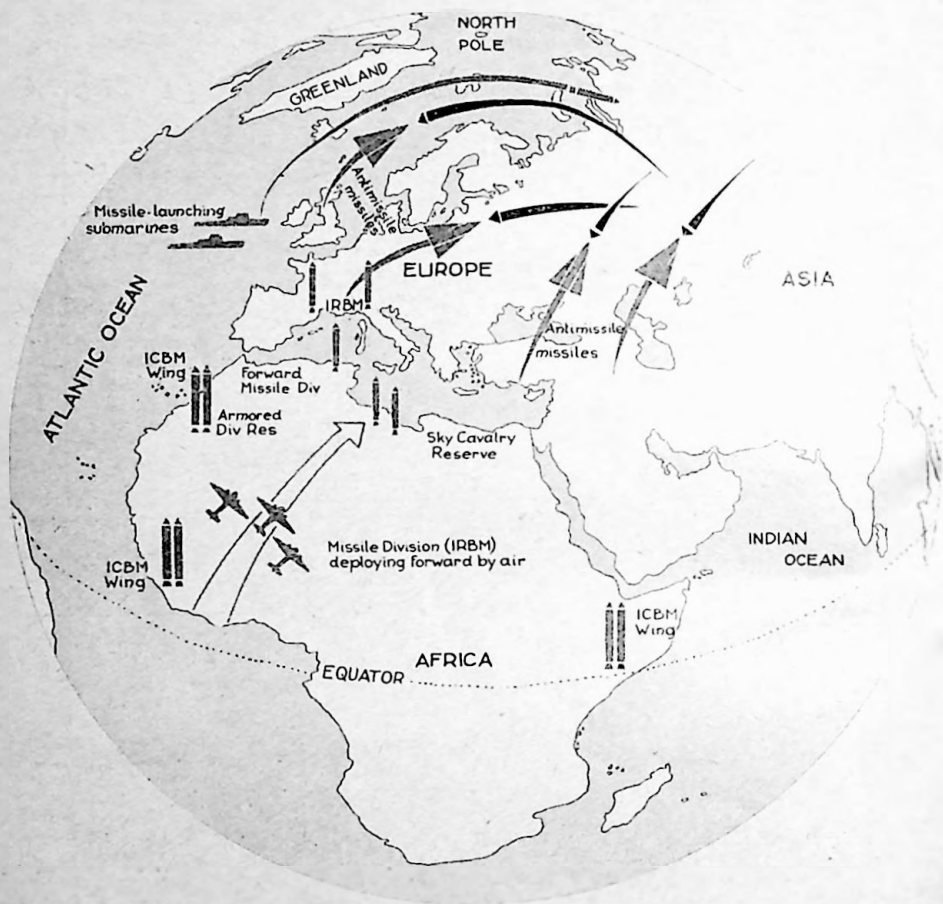 NORTH
POLE
GREENLAND
Missile-launching
submarines
Antimissile
missiles
EUROPE
ASIA
ATLANTIC OCEAN
IRBM
Antimissile
missiles
ICBM
Wing
Forward
Missile Div
Armored
Div Res
Sky Cavalry
Reserve
Missile Division (IRBM)
deploying forward by air
INDIAN
OCEAN
ICBM
Wing
ICBM
Wing
AFRICA
EQUATOR